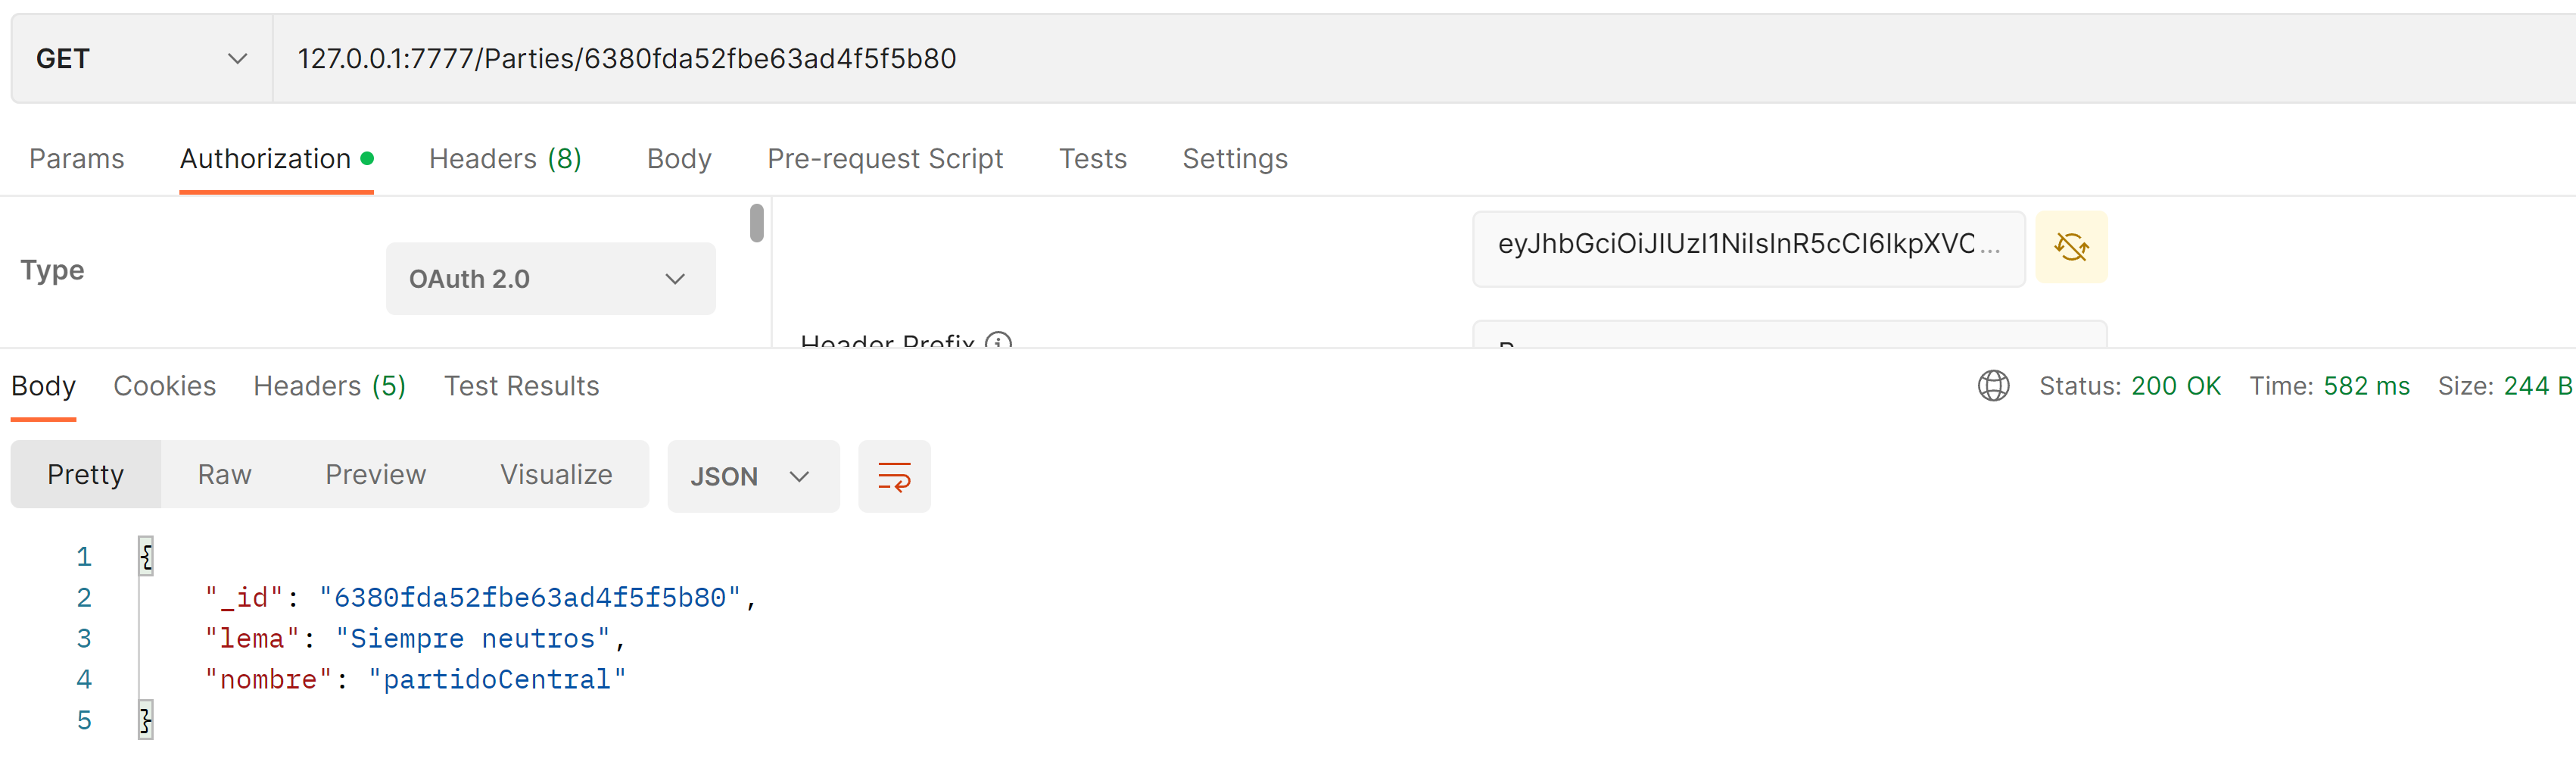 GET 127.0.0.1:7777/Parties/6380fda52fbe63ad4f5f5b80
Params Authorization Headers (8) Body Pre-request Script Tests Settings
Type OAuth 2.0 eyJhbGciOiJIUzI1NiIsInR5cCI6IkpXVC...
Header Prefix
Body Cookies Headers (5) Test Results Status: 200 OK Time: 582 ms Size: 244 B
Pretty Raw Preview Visualize JSON
1 {
2 "_id": "6380fda52fbe63ad4f5f5b80",
3 "lema": "Siempre neutros",
4 "nombre": "partidoCentral"
5 }